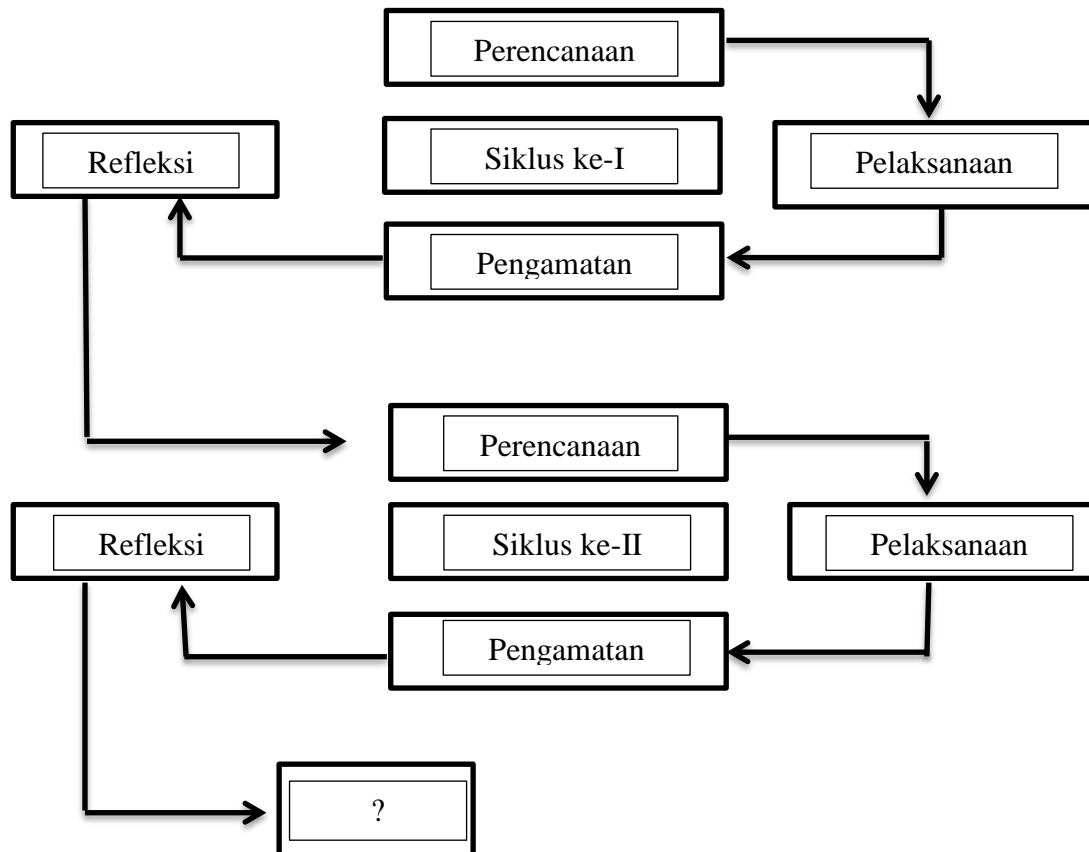 Perencanaan
Refleksi
Siklus ke-I
Pelaksanaan
Pengamatan
Perencanaan
Refleksi
Siklus ke-II
Pelaksanaan
Pengamatan
?